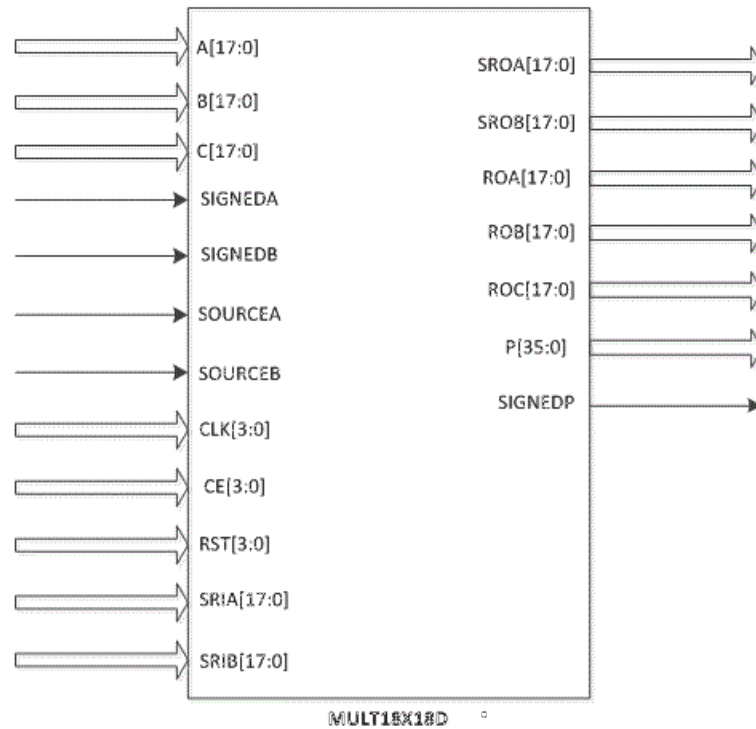 A[17:0]
B[17:0]
C[17:0]
SIGNEDA
SIGNEDB
SOURCEA
SOURCEB
CLK[3:0]
CE[3:0]
RST[3:0]
SRIA[17:0]
SRIB[17:0]
SROA[17:0]
SROB[17:0]
ROA[17:0]
ROB[17:0]
ROC[17:0]
P[35:0]
SIGNEDP
MULT18X18D